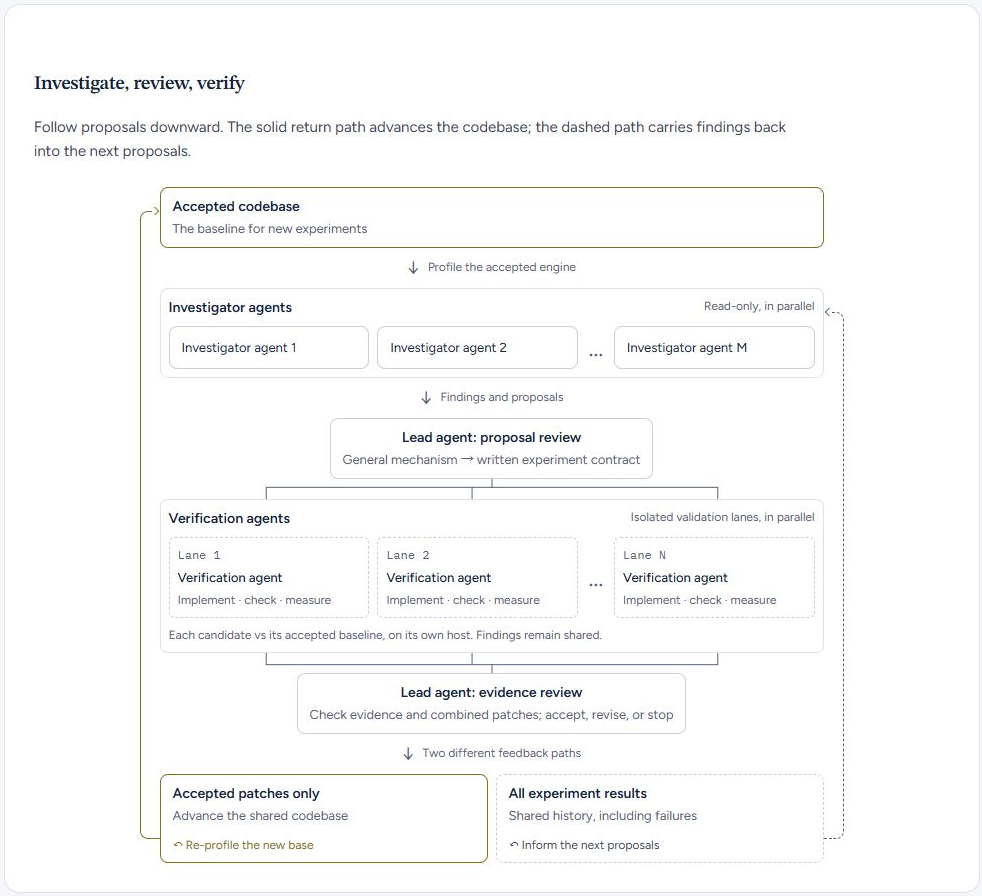 Investigate, review, verify
Follow proposals downward. The solid return path advances the codebase; the dashed path carries findings back
into the next proposals.
Accepted codebase
The baseline for new experiments
↓ Profile the accepted engine
Investigator agents
Read-only, in parallel
Investigator agent 1
Investigator agent 2
...
Investigator agent M
↓ Findings and proposals
Lead agent: proposal review
General mechanism → written experiment contract
Verification agents
Isolated validation lanes, in parallel
Lane 1
Verification agent
Implement · check · measure
Lane 2
Verification agent
Implement · check · measure
...
Lane N
Verification agent
Implement · check · measure
Each candidate vs its accepted baseline, on its own host. Findings remain shared.
Lead agent: evidence review
Check evidence and combined patches; accept, revise, or stop
↓ Two different feedback paths
Accepted patches only
Advance the shared codebase
↶ Re-profile the new base
All experiment results
Shared history, including failures
↶ Inform the next proposals